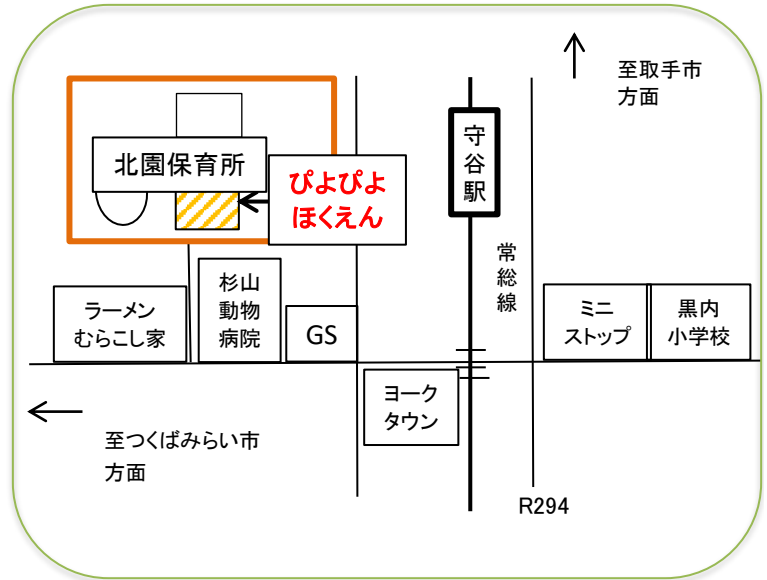 至取手市
方面
守谷駅
北園保育所
ぴよぴよ
ほくえん
常総線
杉山
動物
病院
ラーメン
むらこし家
GS
ミニ
ストップ
黒内
小学校
ヨーク
タウン
至つくばみらい市
方面
R294